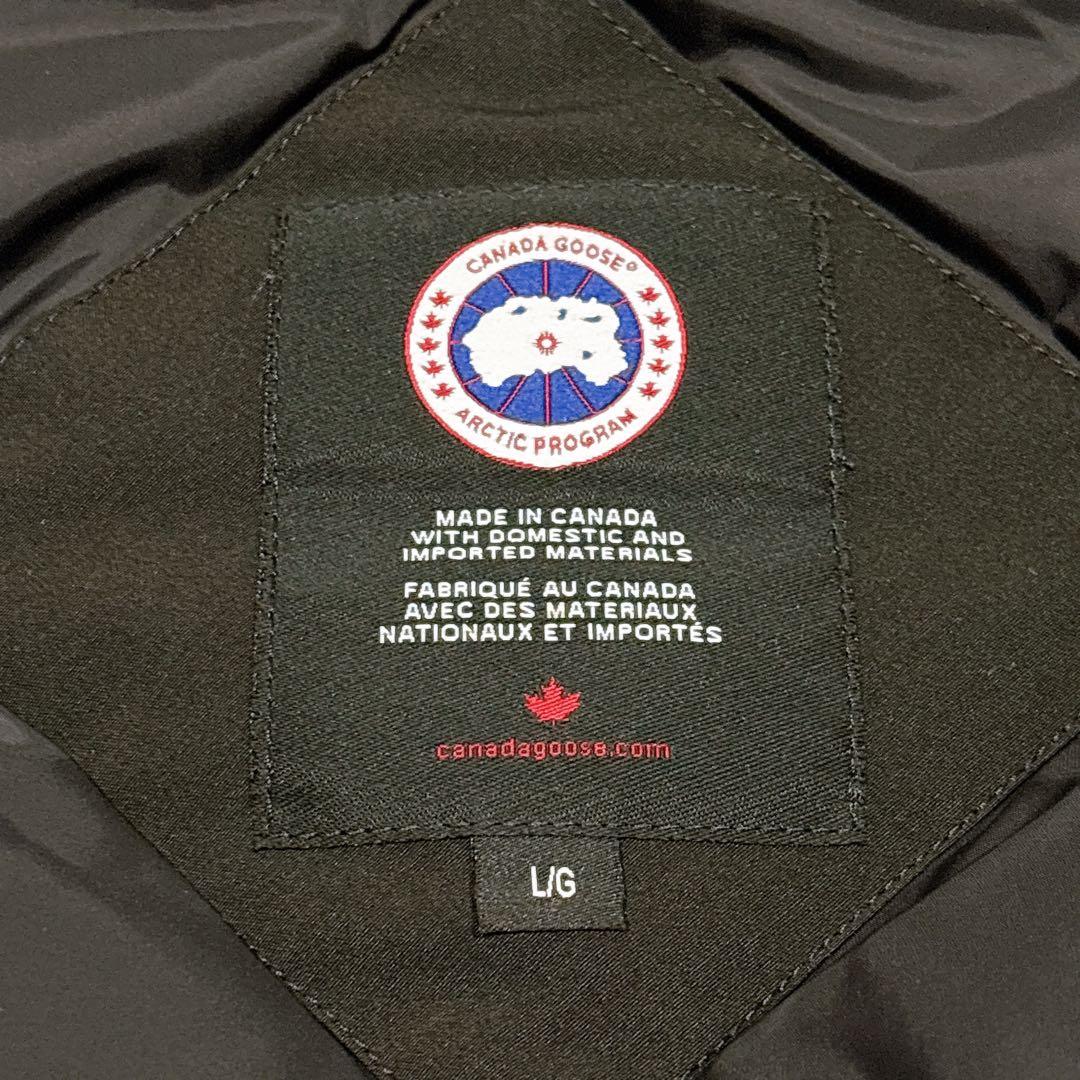 CANADA GOOSE®
ARCTIC PROGRAM
MADE IN CANADA
WITH DOMESTIC AND
IMPORTED MATERIALS
FABRIQUÉ AU CANADA
AVEC DES MATERIAUX
NATIONAUX ET IMPORTÉS
canadagoose.com
L/G